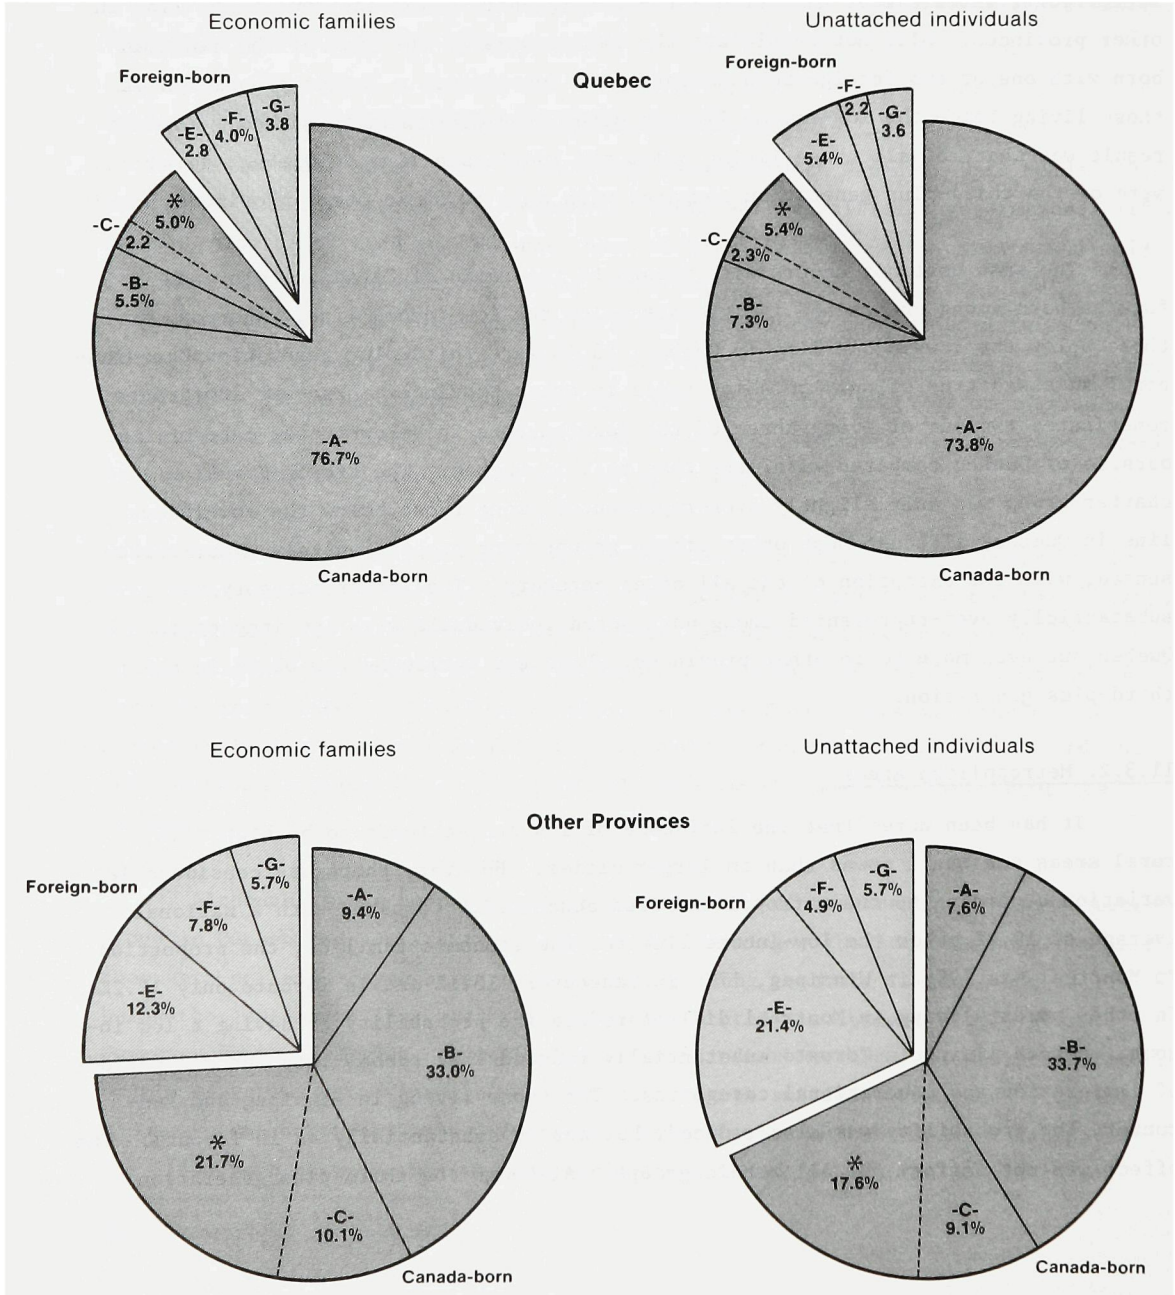 Economic families
Unattached individuals
Quebec
Foreign-born
-E-
2.8
-F-
4.0%
-G-
3.8
*
5.0%
-C-
2.2
-B-
5.5%
-A-
76.7%
Canada-born
Foreign-born
-F-
2.2
-G-
3.6
-E-
5.4%
*
5.4%
-C-
2.3%
-B-
7.3%
-A-
73.8%
Canada-born
Economic families
Unattached individuals
Other Provinces
Foreign-born
-G-
5.7%
-F-
7.8%
-E-
12.3%
-A-
9.4%
-B-
33.0%
*
21.7%
-C-
10.1%
Canada-born
Foreign-born
-G-
5.7%
-F-
4.9%
-E-
21.4%
-A-
7.6%
-B-
33.7%
*
17.6%
-C-
9.1%
Canada-born